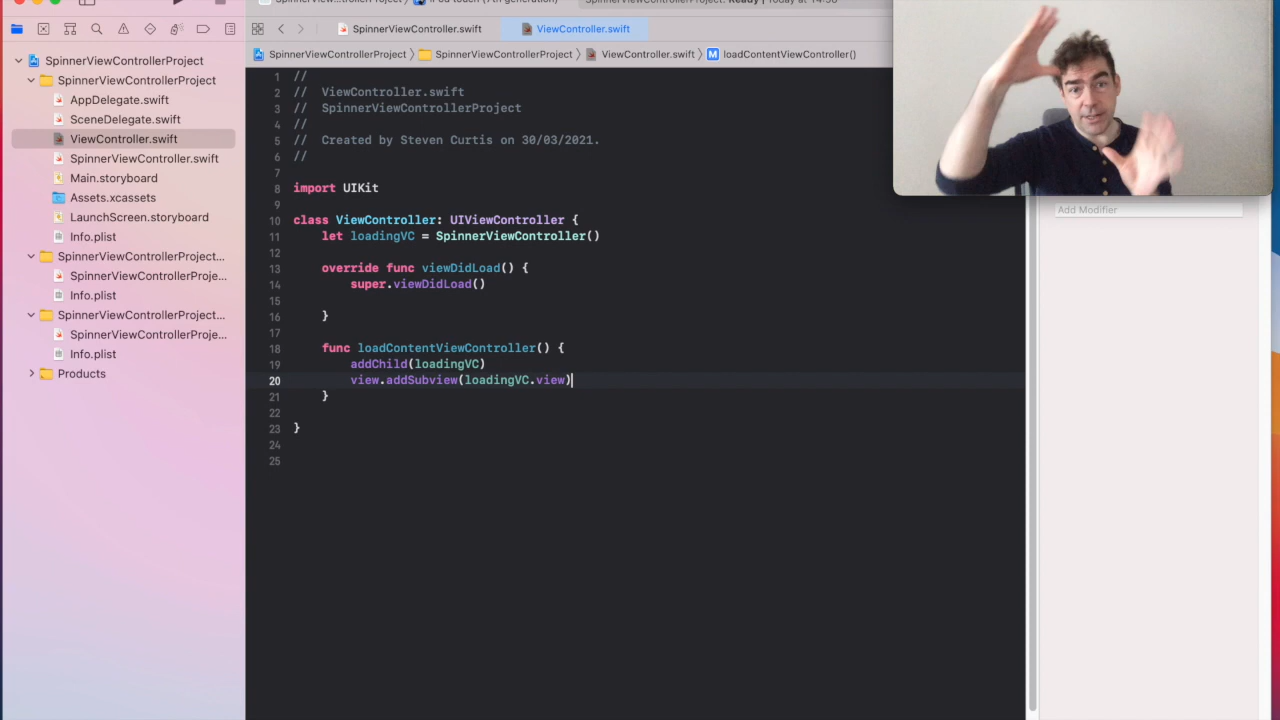 SpinnerViewController.swift
ViewController.swift
SpinnerViewControllerProject
SpinnerViewControllerProject
ViewController.swift
loadContentViewController()
SpinnerViewControllerProject
SpinnerViewControllerProject
AppDelegate.swift
SceneDelegate.swift
ViewController.swift
SpinnerViewController.swift
Main.storyboard
Assets.xcassets
LaunchScreen.storyboard
Info.plist
SpinnerViewControllerProject...
SpinnerViewControllerProje...
Info.plist
SpinnerViewControllerProject...
SpinnerViewControllerProje...
Info.plist
Products
1 //
2 // ViewController.swift
3 // SpinnerViewControllerProject
4 //
5 // Created by Steven Curtis on 30/03/2021.
6 //
7
8 import UIKit
9
10 class ViewController: UIViewController {
11 let loadingVC = SpinnerViewController()
12
13 override func viewDidLoad() {
14 super.viewDidLoad()
15
16 }
17
18 func loadContentViewController() {
19 addChild(loadingVC)
20 view.addSubview(loadingVC.view)
21 }
22
23 }
24
25
Add Modifier